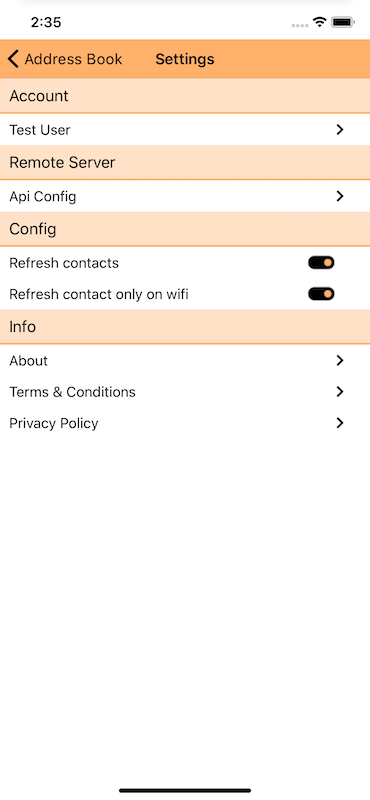 2:35
Address Book Settings
Account
Test User
Remote Server
Api Config
Config
Refresh contacts
Refresh contact only on wifi
Info
About
Terms & Conditions
Privacy Policy